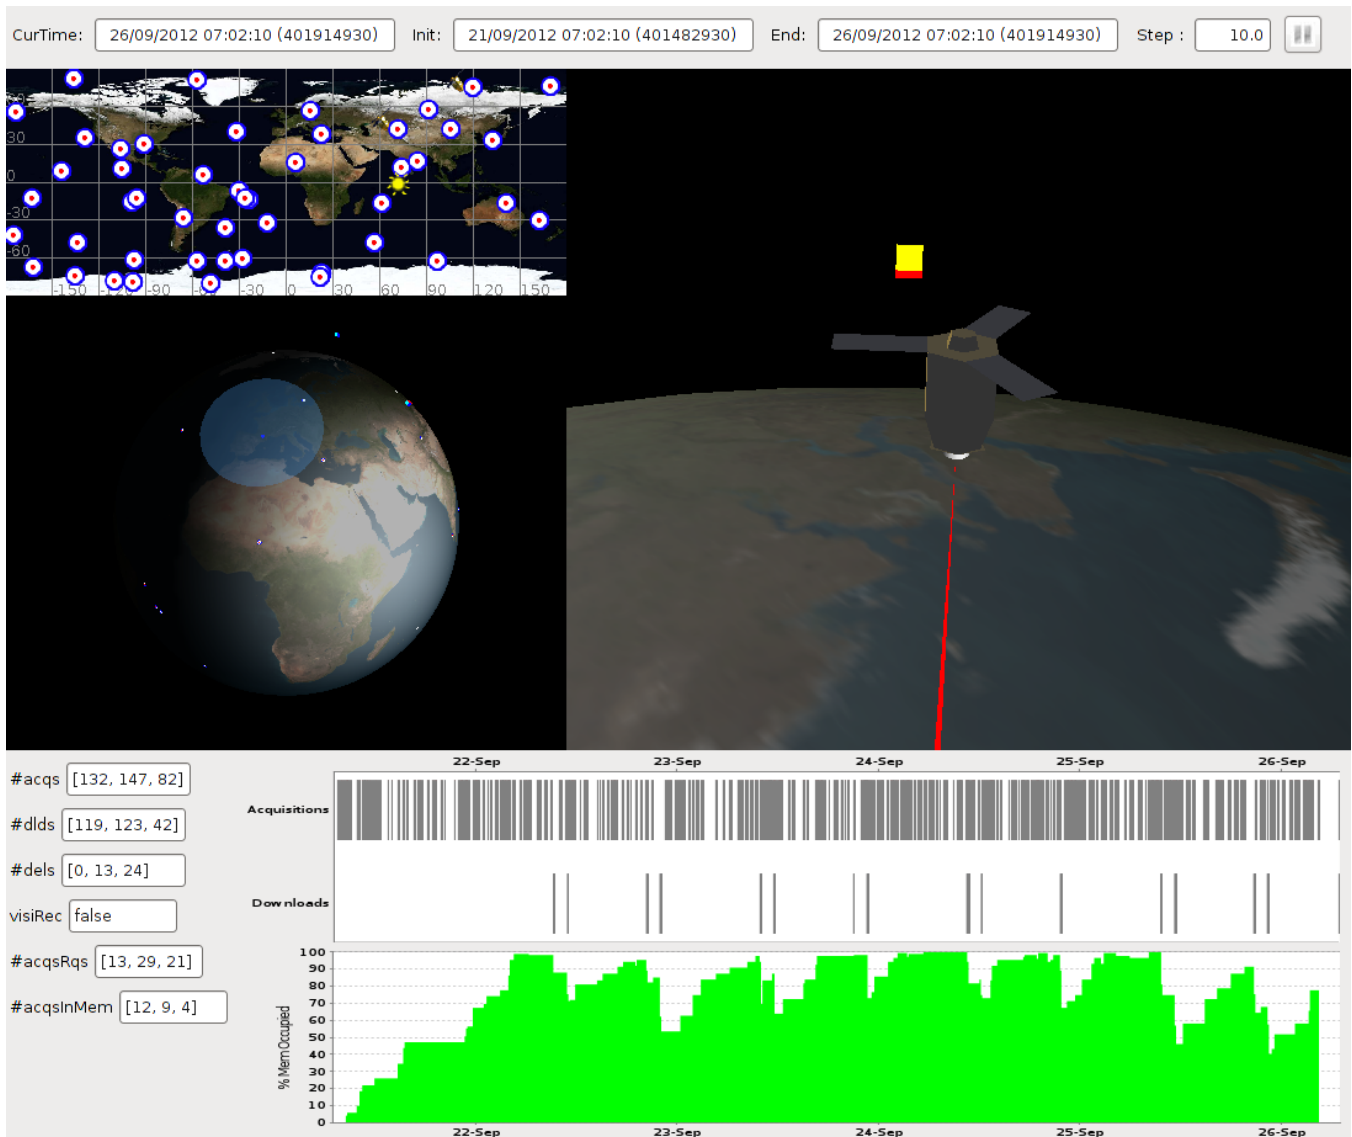 CurTime: 26/09/2012 07:02:10 (401914930) Init: 21/09/2012 07:02:10 (401482930) End: 26/09/2012 07:02:10 (401914930) Step : 10.0
30
0
-30
-60
-150 -120 -90 -60 -30 0 30 60 90 120 150
#acqs [132, 147, 82]
#dlds [119, 123, 42]
#dels [0, 13, 24]
visiRec false
#acqsRqs [13, 29, 21]
#acqsInMem [12, 9, 4]
22-Sep 23-Sep 24-Sep 25-Sep 26-Sep
Acquisitions
Downloads
% Mem Occupied
100
90
80
70
60
50
40
30
20
10
0
22-Sep 23-Sep 24-Sep 25-Sep 26-Sep